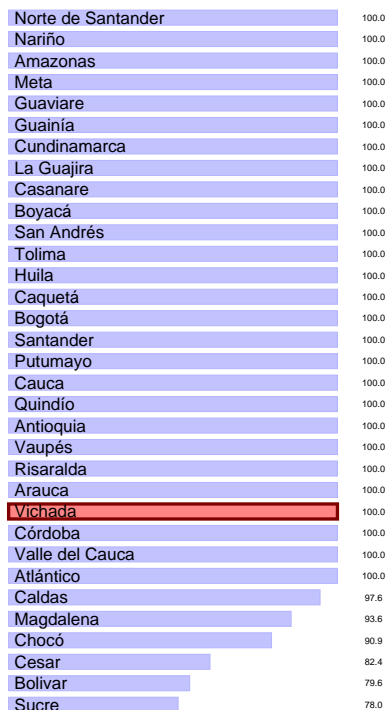 Norte de Santander 100.0
Nariño 100.0
Amazonas 100.0
Meta 100.0
Guaviare 100.0
Guainía 100.0
Cundinamarca 100.0
La Guajira 100.0
Casanare 100.0
Boyacá 100.0
San Andrés 100.0
Tolima 100.0
Huila 100.0
Caquetá 100.0
Bogotá 100.0
Santander 100.0
Putumayo 100.0
Cauca 100.0
Quindío 100.0
Antioquia 100.0
Vaupés 100.0
Risaralda 100.0
Arauca 100.0
Vichada 100.0
Córdoba 100.0
Valle del Cauca 100.0
Atlántico 100.0
Caldas 97.6
Magdalena 93.6
Chocó 90.9
Cesar 82.4
Bolivar 79.6
Sucre 78.0